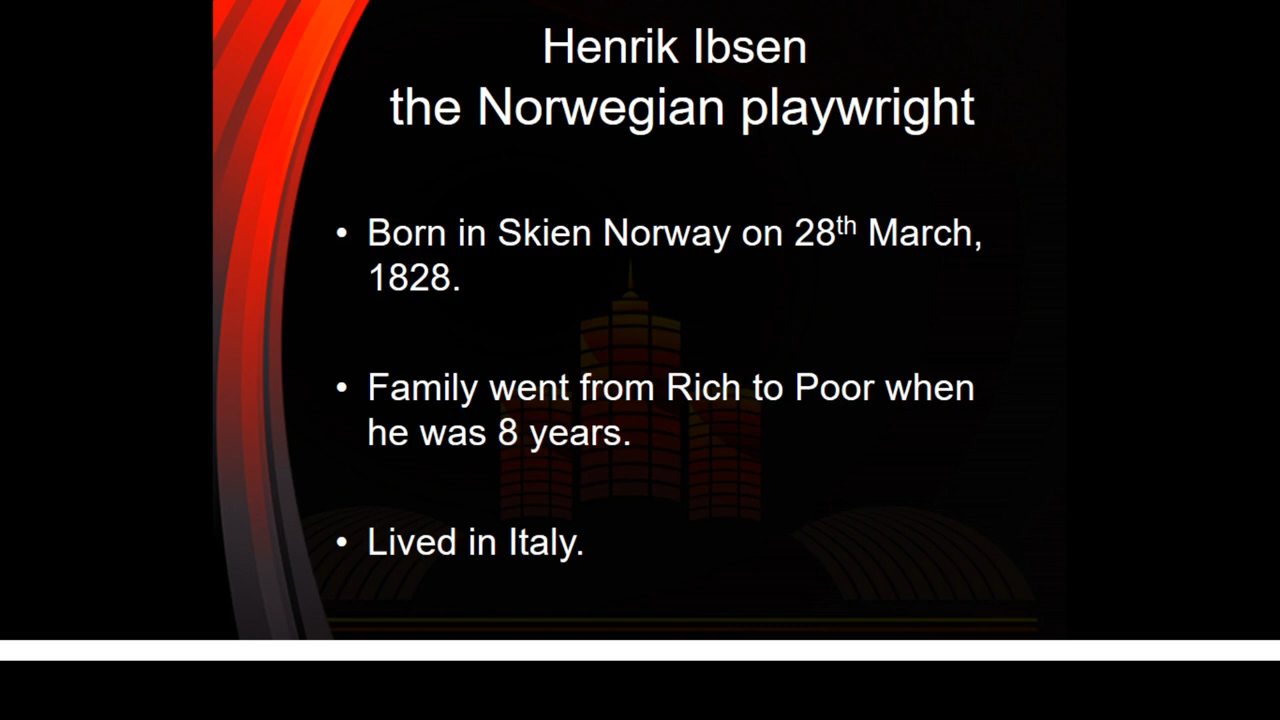 Henrik Ibsen
the Norwegian playwright
• Born in Skien Norway on 28th March,
1828.
• Family went from Rich to Poor when
he was 8 years.
• Lived in Italy.